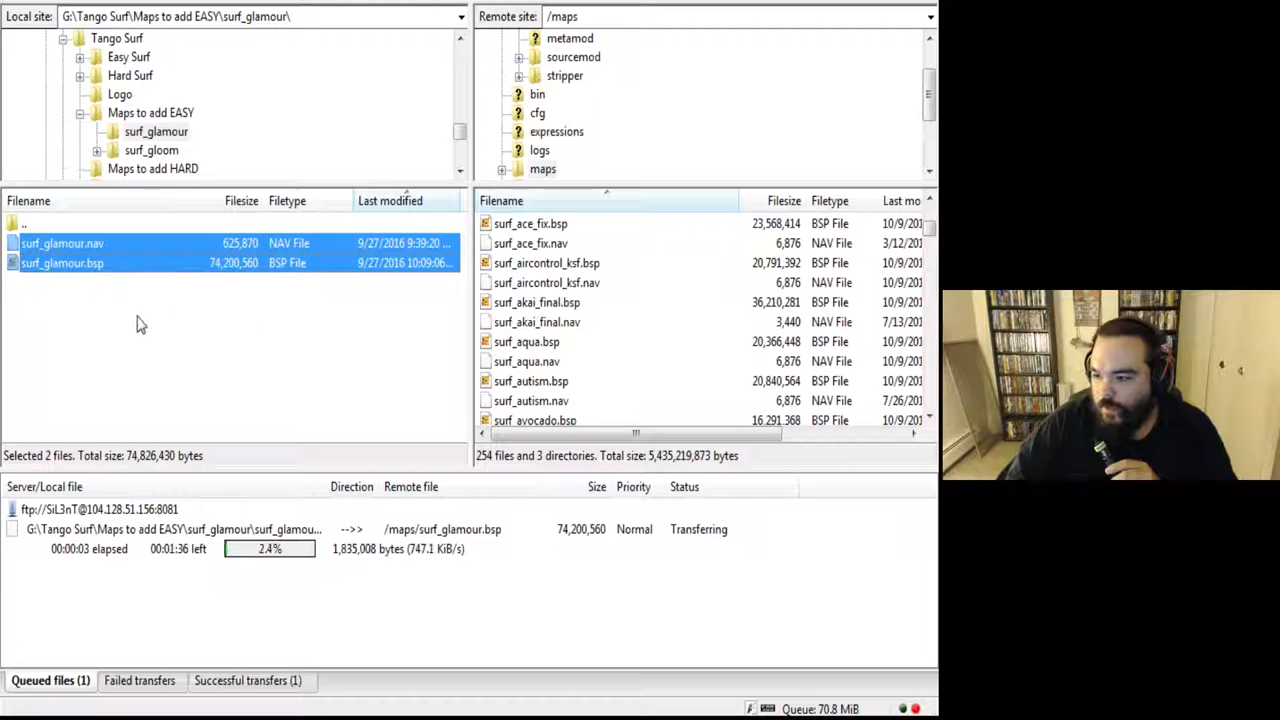 Local site: G:\Tango Surf\Maps to add EASY\surf_glamour\
Tango Surf
Easy Surf
Hard Surf
Logo
Maps to add EASY
surf_glamour
surf_gloom
Maps to add HARD
Remote site: /maps
metamod
sourcemod
stripper
bin
cfg
expressions
logs
maps
Filename Filesize Filetype Last modified
..
surf_glamour.nav 625,870 NAV File 9/27/2016 9:39:20 ...
surf_glamour.bsp 74,200,560 BSP File 9/27/2016 10:09:06...
Selected 2 files. Total size: 74,826,430 bytes
Filename Filesize Filetype Last mo
surf_ace_fix.bsp 23,568,414 BSP File 10/9/201
surf_ace_fix.nav 6,876 NAV File 3/12/201
surf_aircontrol_ksf.bsp 20,791,392 BSP File 10/9/201
surf_aircontrol_ksf.nav 6,876 NAV File 10/9/201
surf_akai_final.bsp 36,210,281 BSP File 10/9/201
surf_akai_final.nav 3,440 NAV File 7/13/201
surf_aqua.bsp 20,366,448 BSP File 10/9/201
surf_aqua.nav 6,876 NAV File 10/9/201
surf_autism.bsp 20,840,564 BSP File 10/9/201
surf_autism.nav 6,876 NAV File 7/26/201
surf_avocado.bsp 16,291,368 BSP File 10/9/201
254 files and 3 directories. Total size: 5,435,219,873 bytes
Server/Local file Direction Remote file Size Priority Status
ftp://SiL3nT@104.128.51.156:8081
G:\Tango Surf\Maps to add EASY\surf_glamour\surf_glamou... -->> /maps/surf_glamour.bsp 74,200,560 Normal Transferring
00:00:03 elapsed 00:01:36 left 2.4% 1,835,008 bytes (747.1 KiB/s)
Queued files (1) Failed transfers Successful transfers (1)
Queue: 70.8 MiB